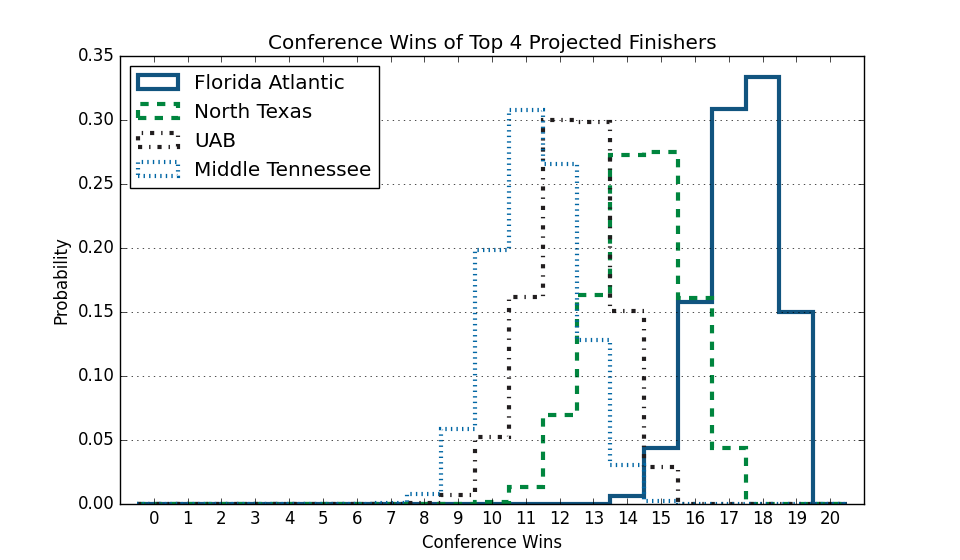 Conference Wins of Top 4 Projected Finishers
Florida Atlantic
North Texas
UAB
Middle Tennessee
Probability
0.35
0.30
0.25
0.20
0.15
0.10
0.05
0.00
0 1 2 3 4 5 6 7 8 9 10 11 12 13 14 15 16 17 18 19 20
Conference Wins